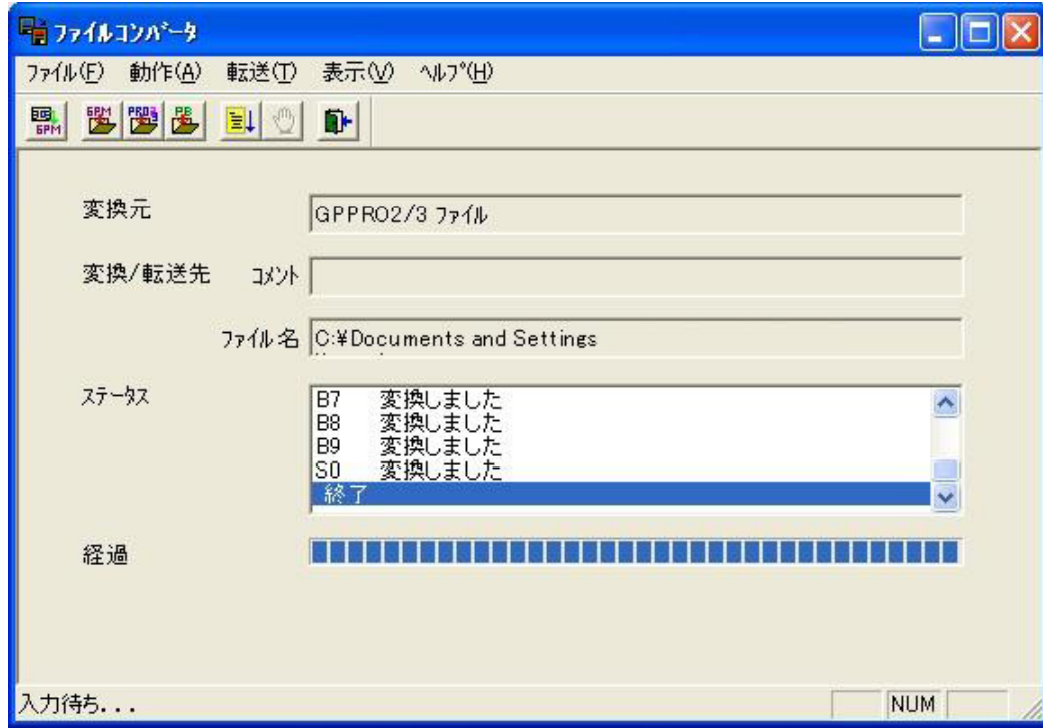 ﾌｧｲﾙｺﾝﾊﾞｰﾀ
ﾌｧｲﾙ(F) 動作(A) 転送(T) 表示(V) ﾍﾙﾌﾟ(H)
GPM GPM PRO3 PB
変換元 GPPRO2/3 ﾌｧｲﾙ
変換/転送先 ｺﾒﾝﾄ
ﾌｧｲﾙ名 C:¥Documents and Settings
ｽﾃｰﾀｽ
B7 変換しました
B8 変換しました
B9 変換しました
S0 変換しました
終了
経過
入力待ち... NUM